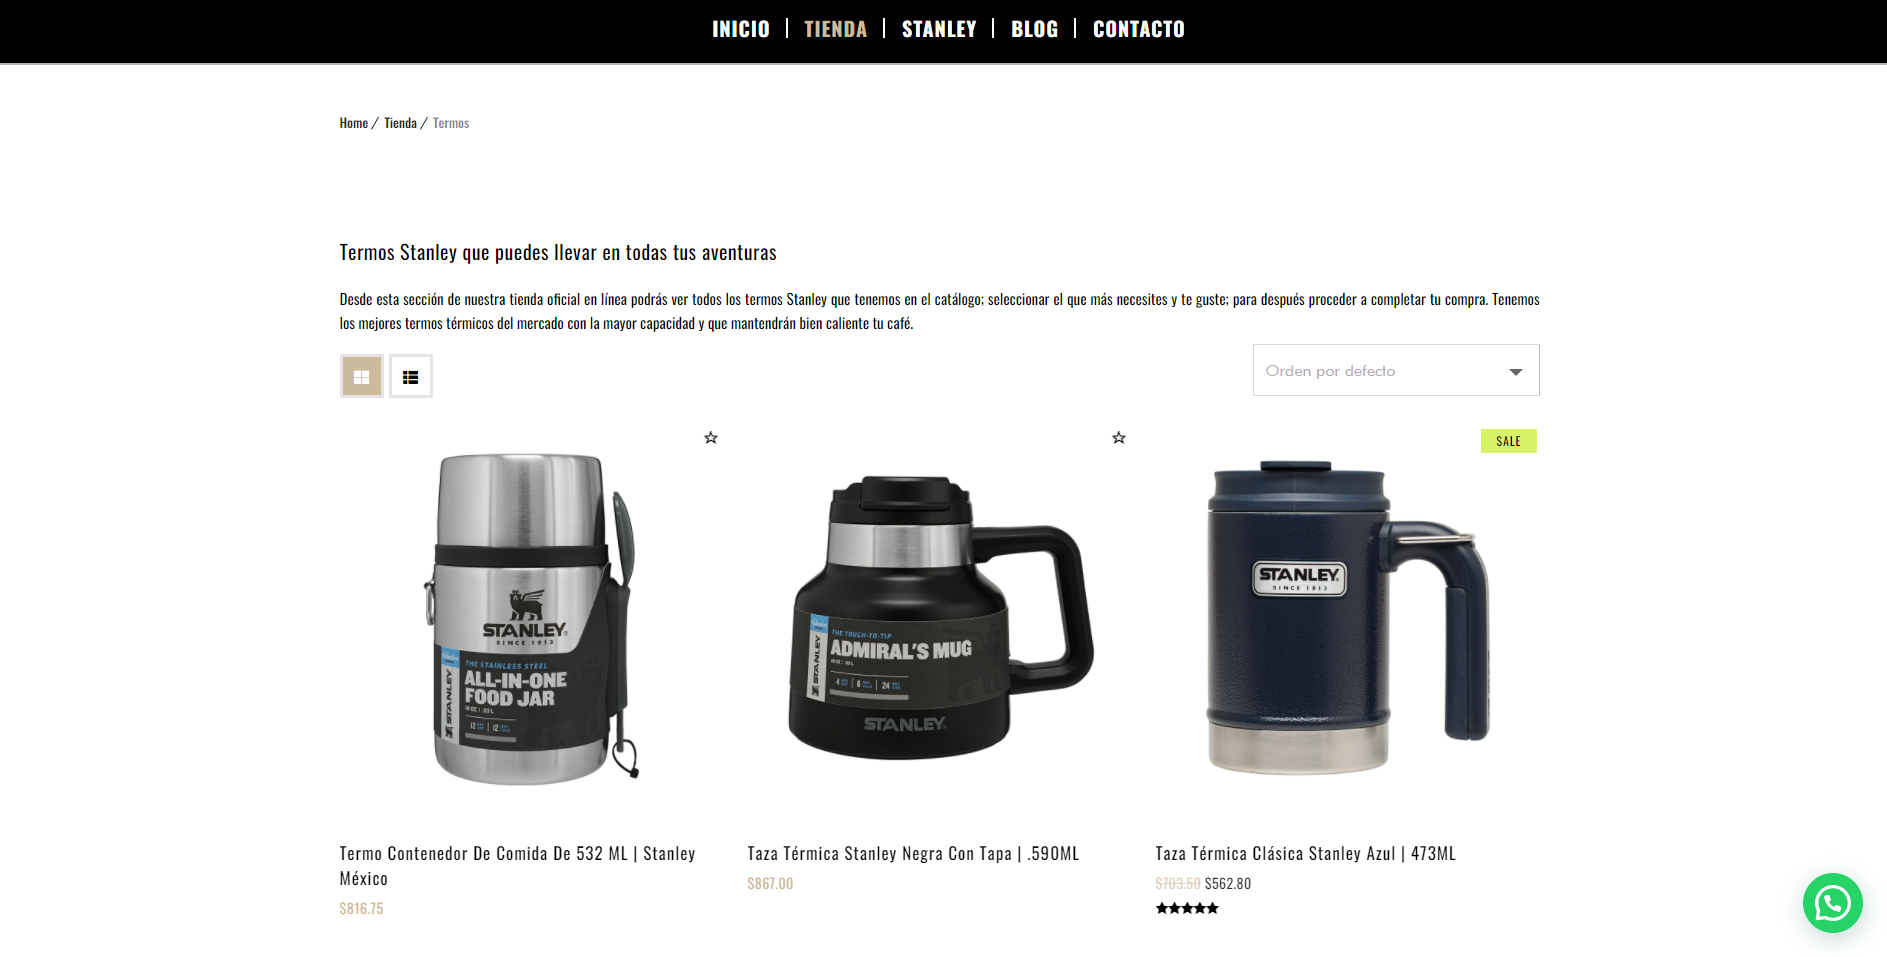 INICIO TIENDA STANLEY BLOG CONTACTO
Home / Tienda / Termos
Termos Stanley que puedes llevar en todas tus aventuras
Desde esta sección de nuestra tienda oficial en línea podrás ver todos los termos Stanley que tenemos en el catálogo; seleccionar el que más necesites y te guste; para después proceder a completar tu compra. Tenemos
los mejores termos térmicos del mercado con la mayor capacidad y que mantendrán bien caliente tu café.
Orden por defecto
SALE
STANLEY
SINCE 1913
THE STAINLESS STEEL
ALL-IN-ONE
FOOD JAR
STANLEY
THE TOUCH-TO-TIP
ADMIRAL'S MUG
STANLEY
4 | 6 | 24
STANLEY
STANLEY
SINCE 1913
Termo Contenedor De Comida De 532 ML | Stanley
México
$816.75
Taza Térmica Stanley Negra Con Tapa | .590ML
$867.00
Taza Térmica Clásica Stanley Azul | 473ML
$703.50 $562.80